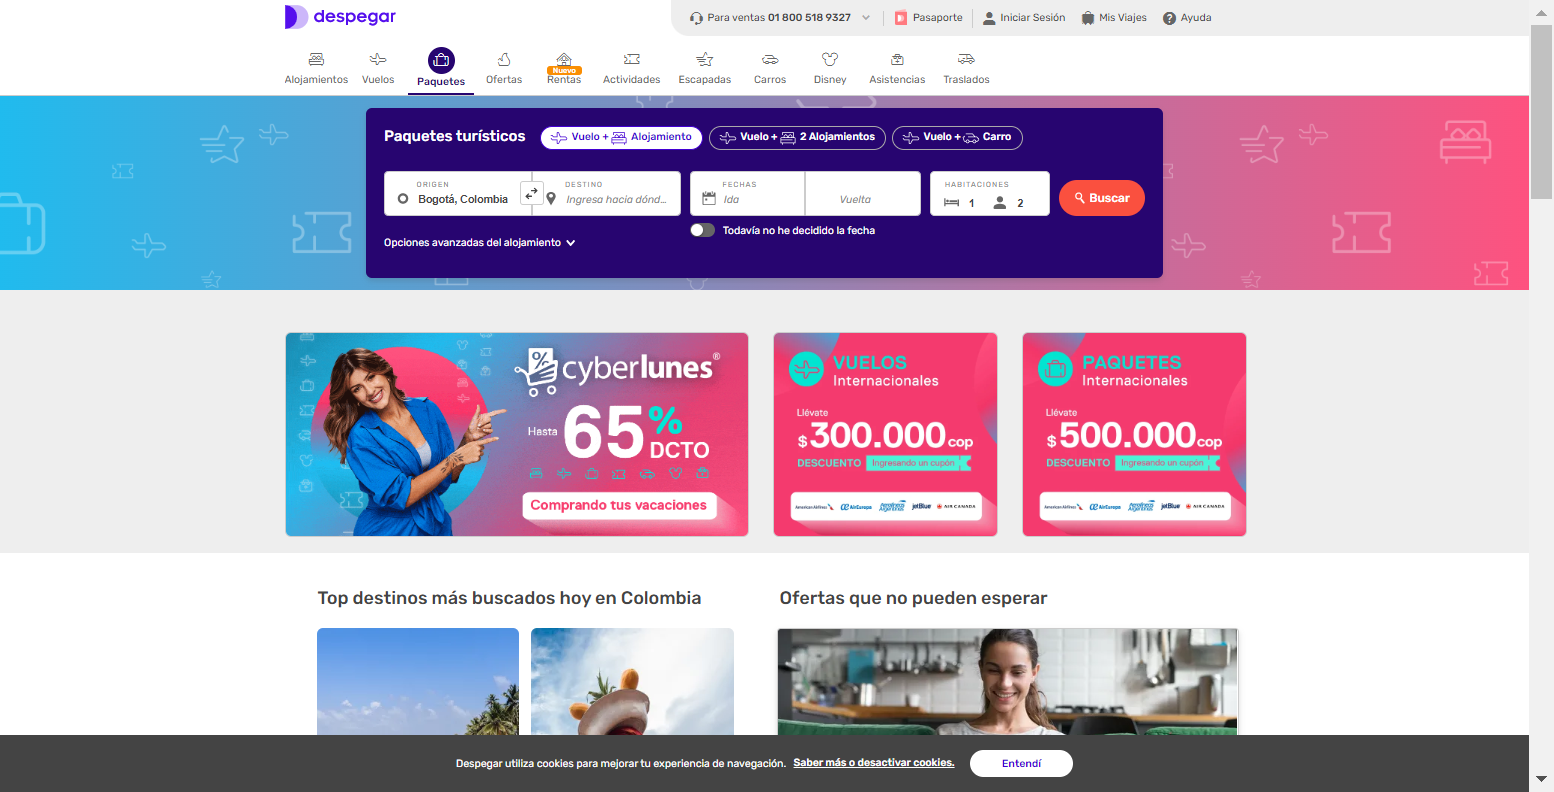 despegar
Para ventas 01 800 518 9327
Pasaporte
Iniciar Sesión
Mis Viajes
Ayuda
Alojamientos
Vuelos
Paquetes
Ofertas
Nuevo
Rentas
Actividades
Escapadas
Carros
Disney
Asistencias
Traslados
Paquetes turísticos
Vuelo + Alojamiento
Vuelo + 2 Alojamientos
Vuelo + Carro
ORIGEN
Bogotá, Colombia
DESTINO
Ingresa hacia dónd...
FECHAS
Ida
Vuelta
HABITACIONES
1
2
Buscar
Todavía no he decidido la fecha
Opciones avanzadas del alojamiento
cyberlunes®
Hasta 65% DCTO
Comprando tus vacaciones
VUELOS
Internacionales
Llévate
$300.000 COP
DESCUENTO Ingresando un cupón
American Airlines AirEuropa Aerolíneas Argentinas jetBlue AIR CANADA
PAQUETES
Internacionales
Llévate
$500.000 COP
DESCUENTO Ingresando un cupón
American Airlines AirEuropa Aerolíneas Argentinas jetBlue AIR CANADA
Top destinos más buscados hoy en Colombia
Ofertas que no pueden esperar
Despegar utiliza cookies para mejorar tu experiencia de navegación. Saber más o desactivar cookies.
Entendí